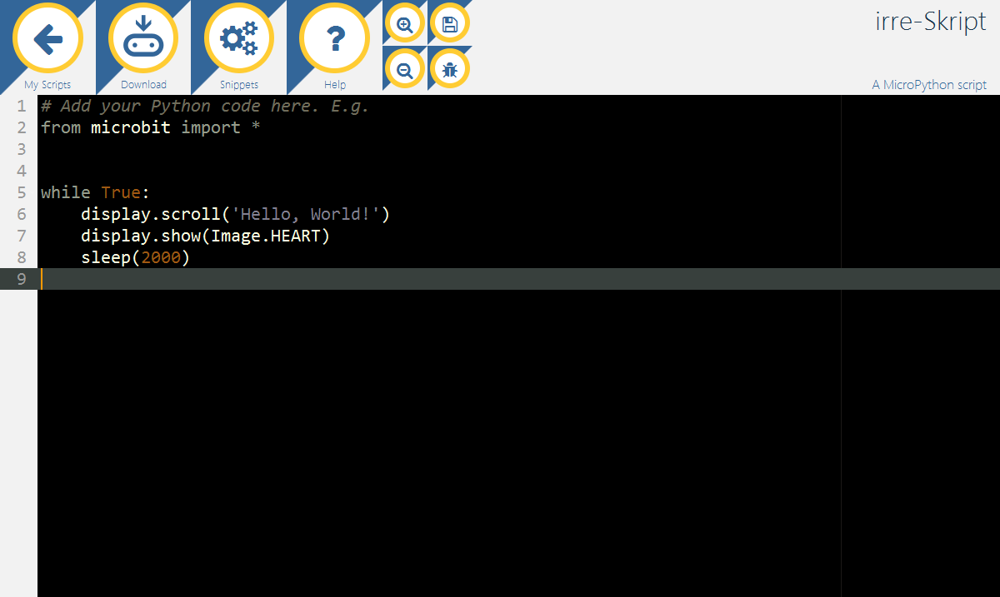 irre-Skript
My Scripts
Download
Snippets
Help
A MicroPython script
1 # Add your Python code here. E.g.
2 from microbit import *
3
4
5 while True:
6     display.scroll('Hello, World!')
7     display.show(Image.HEART)
8     sleep(2000)
9